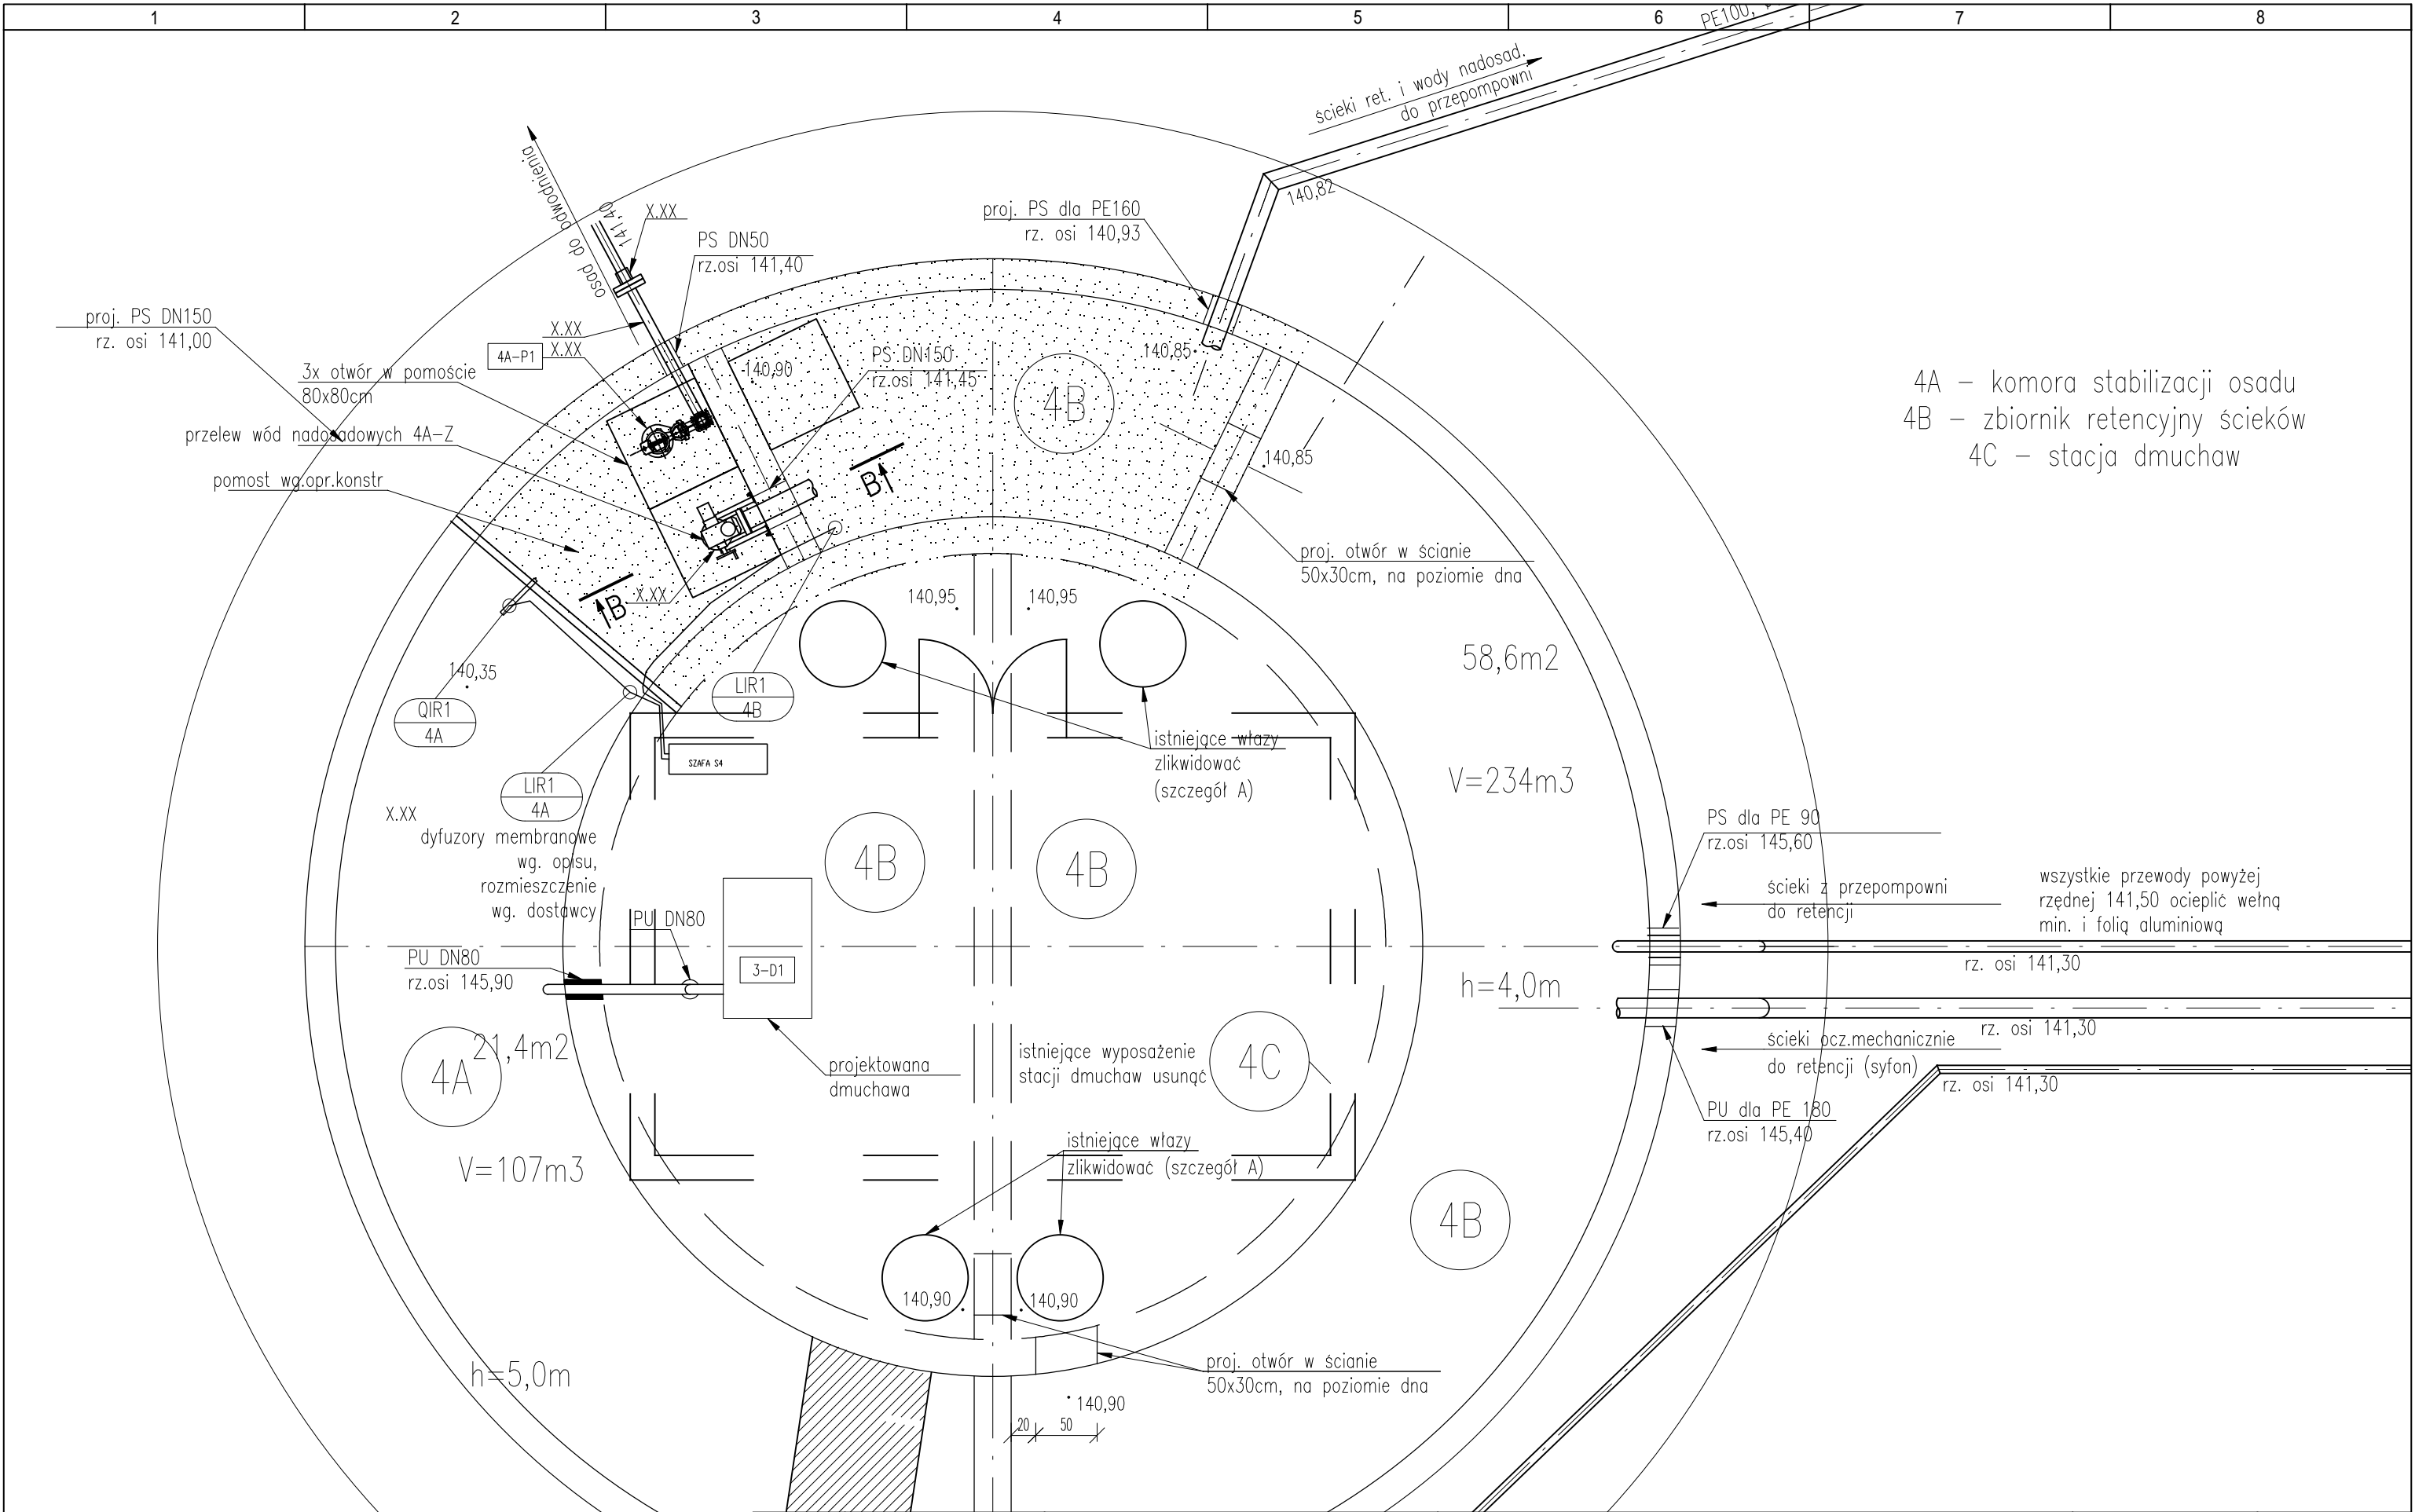 1 2 3 4 5 6 7 8
PE100,
ścieki ret. i wody nadosad.
do przepompowni
140,82
osad do odwodnienia
141,40
X.XX
PS DN50
rz.osi 141,40
proj. PS dla PE160
rz. osi 140,93
proj. PS DN150
rz. osi 141,00
X.XX
4A-P1
X.XX
3x otwór w pomoście
80x80cm
140,90
PS DN150
rz.osi 141,45
140,85
4B
4A – komora stabilizacji osadu
4B – zbiornik retencyjny ścieków
4C – stacja dmuchaw
przelew wód nadosadowych 4A-Z
pomost wg.opr.konstr
B
140,85
proj. otwór w ścianie
50x30cm, na poziomie dna
B
X.XX
140,95
140,95
58,6m2
140,35
QIR1
4A
LIR1
4B
istniejące włazy
zlikwidować
(szczegół A)
SZAFA S4
V=234m3
LIR1
4A
X.XX
dyfuzory membranowe
wg. opisu,
rozmieszczenie
wg. dostawcy
4B
4B
PS dla PE 90
rz.osi 145,60
ścieki z przepompowni
do retencji
wszystkie przewody powyżej
rzędnej 141,50 ocieplić wełną
min. i folią aluminiową
PU DN80
PU DN80
rz.osi 145,90
3-D1
h=4,0m
rz. osi 141,30
rz. osi 141,30
21,4m2
4A
projektowana
dmuchawa
istniejące wyposażenie
stacji dmuchaw usunąć
4C
ścieki ocz.mechanicznie
do retencji (syfon)
rz. osi 141,30
PU dla PE 180
rz.osi 145,40
V=107m3
istniejące włazy
zlikwidować (szczegół A)
4B
140,90
140,90
h=5,0m
proj. otwór w ścianie
50x30cm, na poziomie dna
140,90
20 50